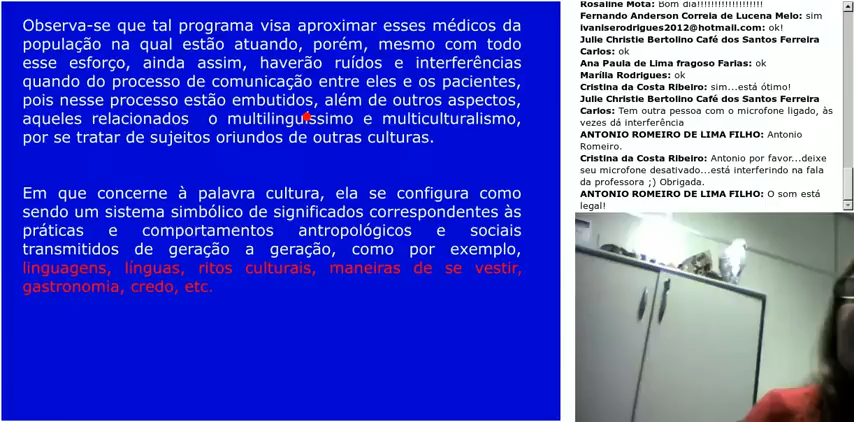 Observa-se que tal programa visa aproximar esses médicos da
população na qual estão atuando, porém, mesmo com todo
esse esforço, ainda assim, haverão ruídos e interferências
quando do processo de comunicação entre eles e os pacientes,
pois nesse processo estão embutidos, além de outros aspectos,
aqueles relacionados o multilinguissimo e multiculturalismo,
por se tratar de sujeitos oriundos de outras culturas.
Em que concerne à palavra cultura, ela se configura como
sendo um sistema simbólico de significados correspondentes às
práticas e comportamentos antropológicos e sociais
transmitidos de geração a geração, como por exemplo,
linguagens, línguas, ritos culturais, maneiras de se vestir,
gastronomia, credo, etc.
Rosaline Mota: Bom dia!!!!!!!!!!!!!!!!!!!
Fernando Anderson Correia de Lucena Melo: sim
ivaniserodrigues2012@hotmail.com: ok!
Julie Christie Bertolino Café dos Santos Ferreira
Carlos: ok
Ana Paula de Lima fragoso Farias: ok
Marília Rodrigues: ok
Cristina da Costa Ribeiro: sim...está ótimo!
Julie Christie Bertolino Café dos Santos Ferreira
Carlos: Tem outra pessoa com o microfone ligado, às
vezes dá interferência
ANTONIO ROMEIRO DE LIMA FILHO: Antonio
Romeiro.
Cristina da Costa Ribeiro: Antonio por favor...deixe
seu microfone desativado...está interferindo na fala
da professora ;) Obrigada.
ANTONIO ROMEIRO DE LIMA FILHO: O som está
legal!